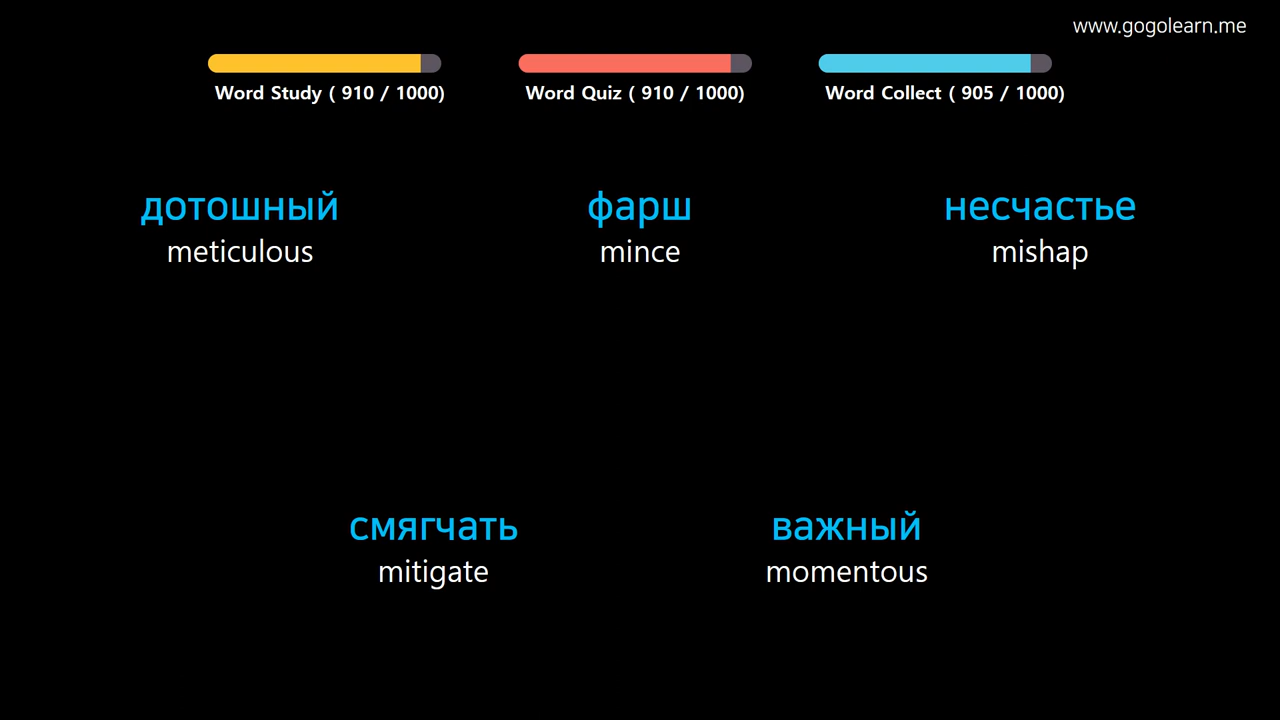 www.gogolearn.me
Word Study ( 910 / 1000)
Word Quiz ( 910 / 1000)
Word Collect ( 905 / 1000)
дотошный
meticulous
фарш
mince
несчастье
mishap
смягчать
mitigate
важный
momentous